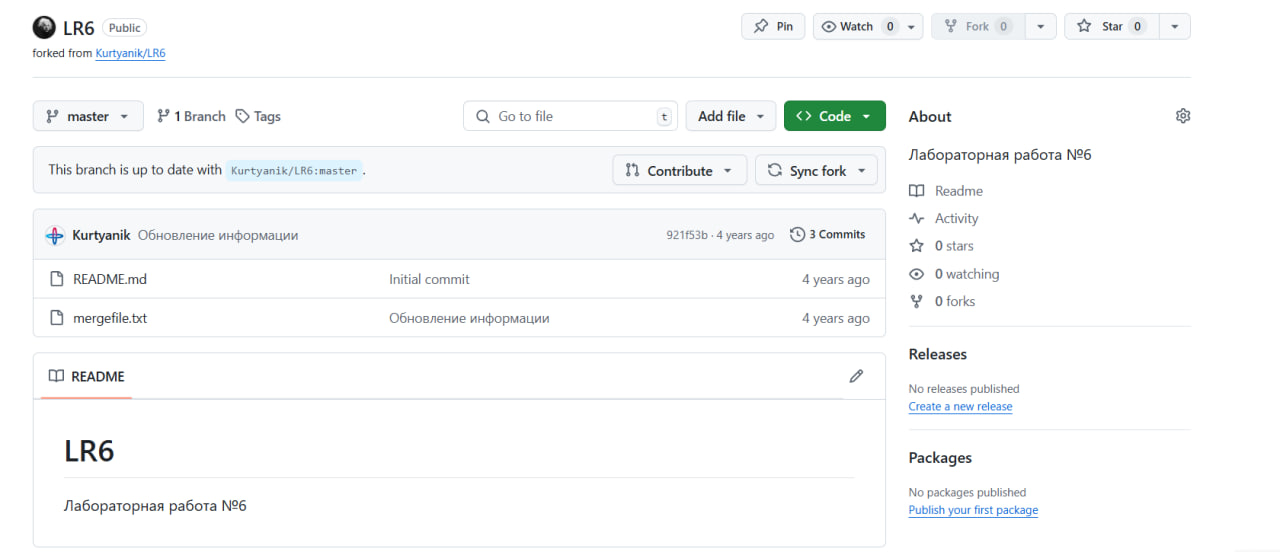 LR6 Public Pin Watch 0 Fork 0 Star 0
forked from Kurtyanik/LR6
master 1 Branch Tags Go to file t Add file Code
This branch is up to date with Kurtyanik/LR6:master . Contribute Sync fork
Kurtyanik Обновление информации 921f53b · 4 years ago 3 Commits
README.md Initial commit 4 years ago
mergefile.txt Обновление информации 4 years ago
README
LR6
Лабораторная работа №6
About
Лабораторная работа №6
Readme
Activity
0 stars
0 watching
0 forks
Releases
No releases published
Create a new release
Packages
No packages published
Publish your first package